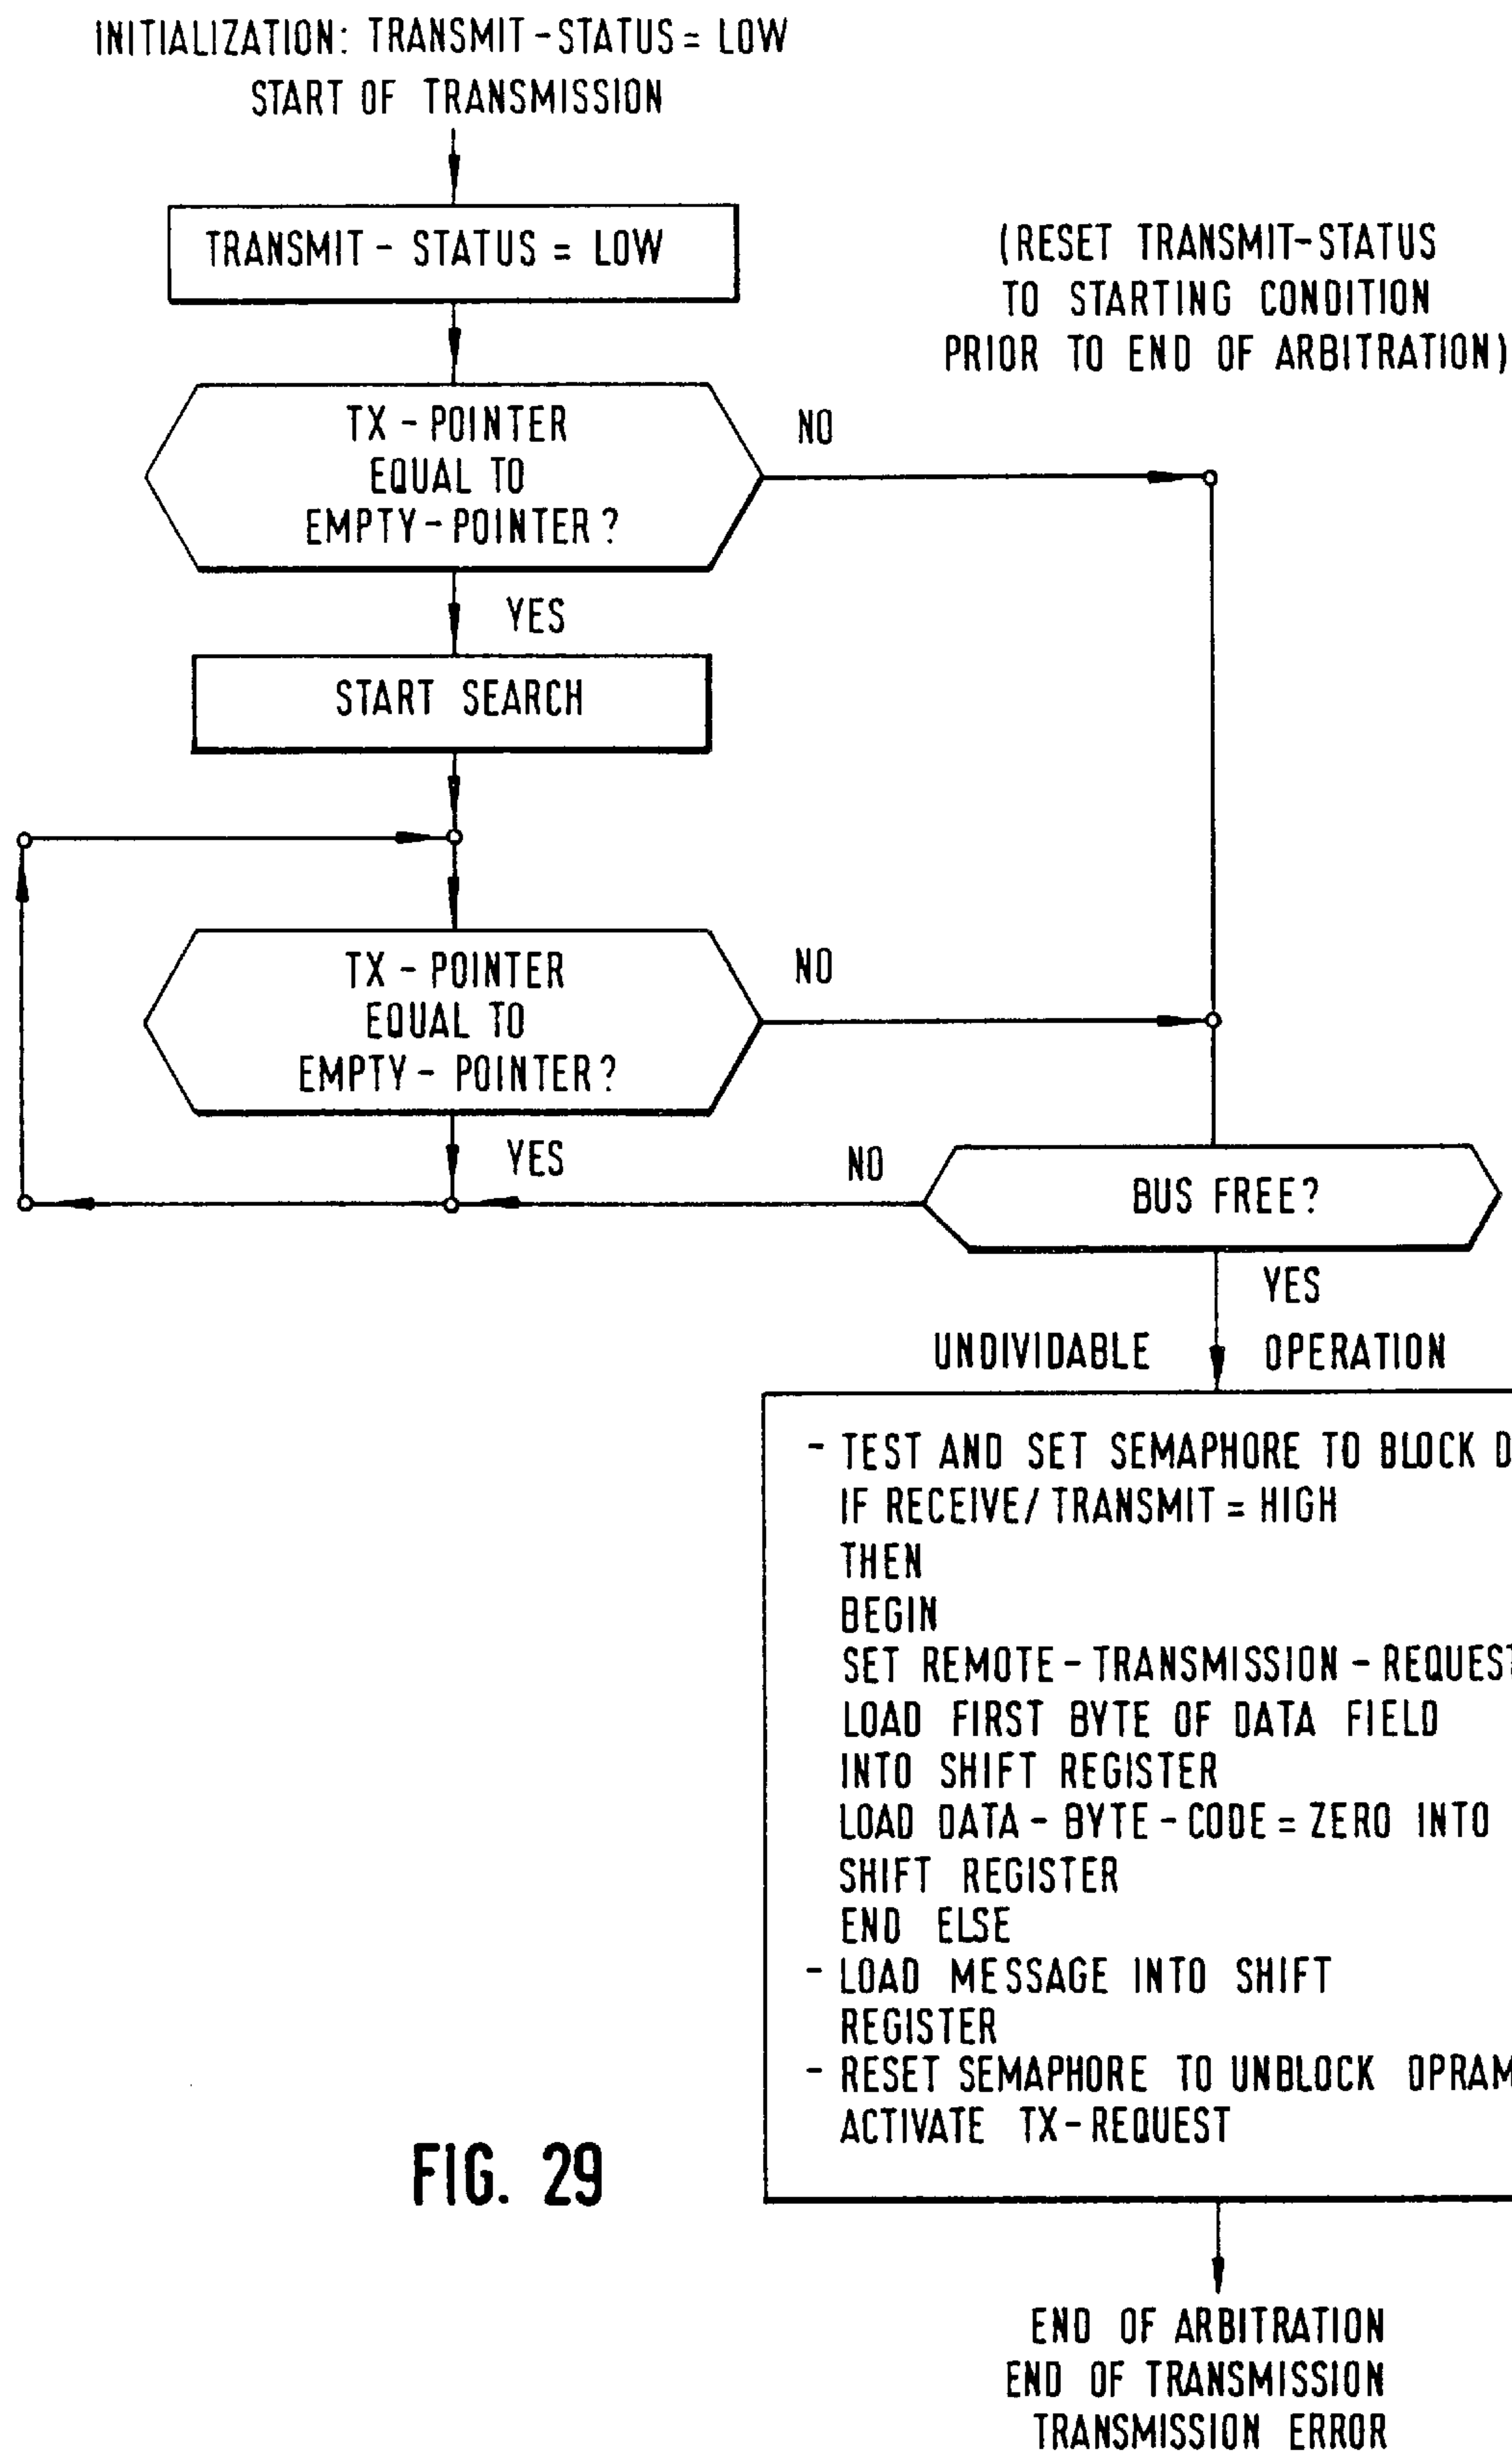 INITIALIZATION: TRANSMIT-STATUS = LOW
START OF TRANSMISSION
TRANSMIT - STATUS = LOW
(RESET TRANSMIT-STATUS
TO STARTING CONDITION
PRIOR TO END OF ARBITRATION)
TX - POINTER
EQUAL TO
EMPTY - POINTER ?
NO
YES
START SEARCH
TX - POINTER
EQUAL TO
EMPTY - POINTER ?
NO
YES
NO
BUS FREE?
YES
UNDIVIDABLE OPERATION
- TEST AND SET SEMAPHORE TO BLOCK
IF RECEIVE/ TRANSMIT = HIGH
THEN
BEGIN
SET REMOTE - TRANSMISSION - REQUEST
LOAD FIRST BYTE OF DATA FIELD
INTO SHIFT REGISTER
LOAD DATA - BYTE - CODE = ZERO INTO
SHIFT REGISTER
END ELSE
- LOAD MESSAGE INTO SHIFT
REGISTER
- RESET SEMAPHORE TO UNBLOCK DPRAM
ACTIVATE TX-REQUEST
FIG. 29
END OF ARBITRATION
END OF TRANSMISSION
TRANSMISSION ERROR